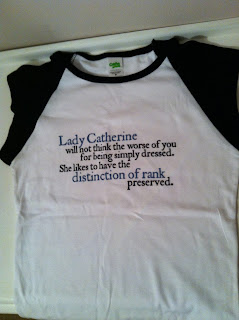 Lady Catherine
will not think the worse of you
for being simply dressed.
She likes to have the
distinction of rank
preserved.